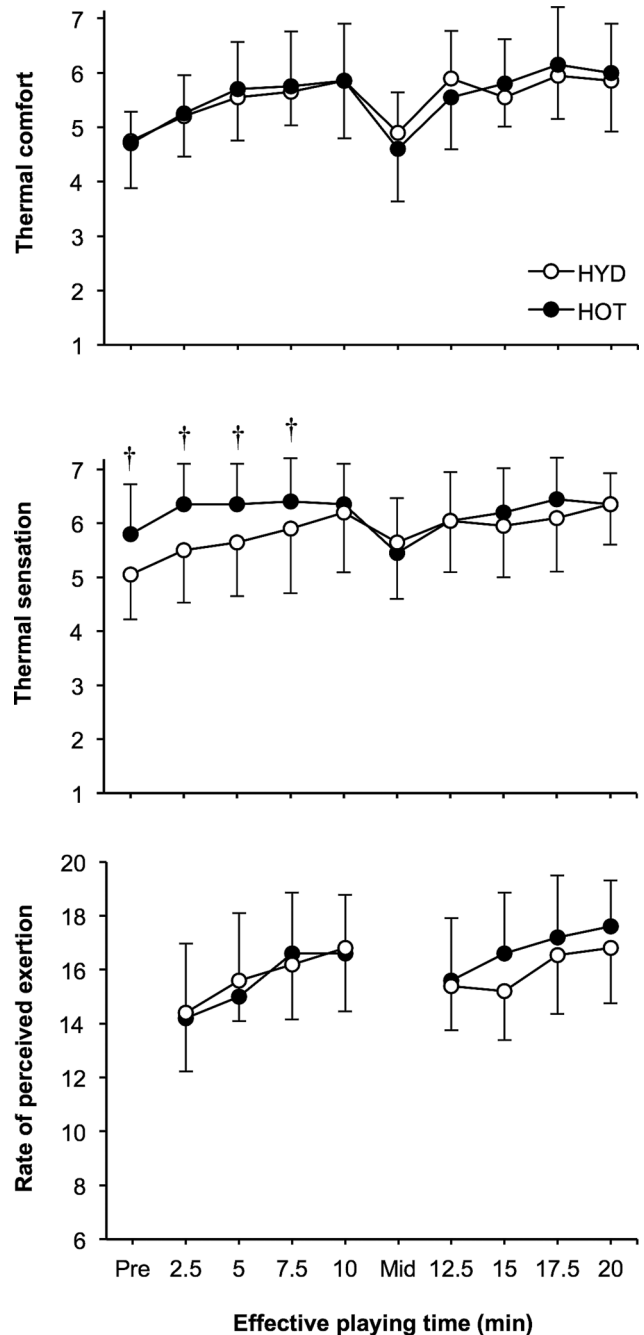 Thermal comfort
7
6
5
4
3
2
1
HYD
HOT
Thermal sensation
† † † †
7
6
5
4
3
2
1
Rate of perceived exertion
20
18
16
14
12
10
8
6
Pre 2.5 5 7.5 10 Mid 12.5 15 17.5 20
Effective playing time (min)